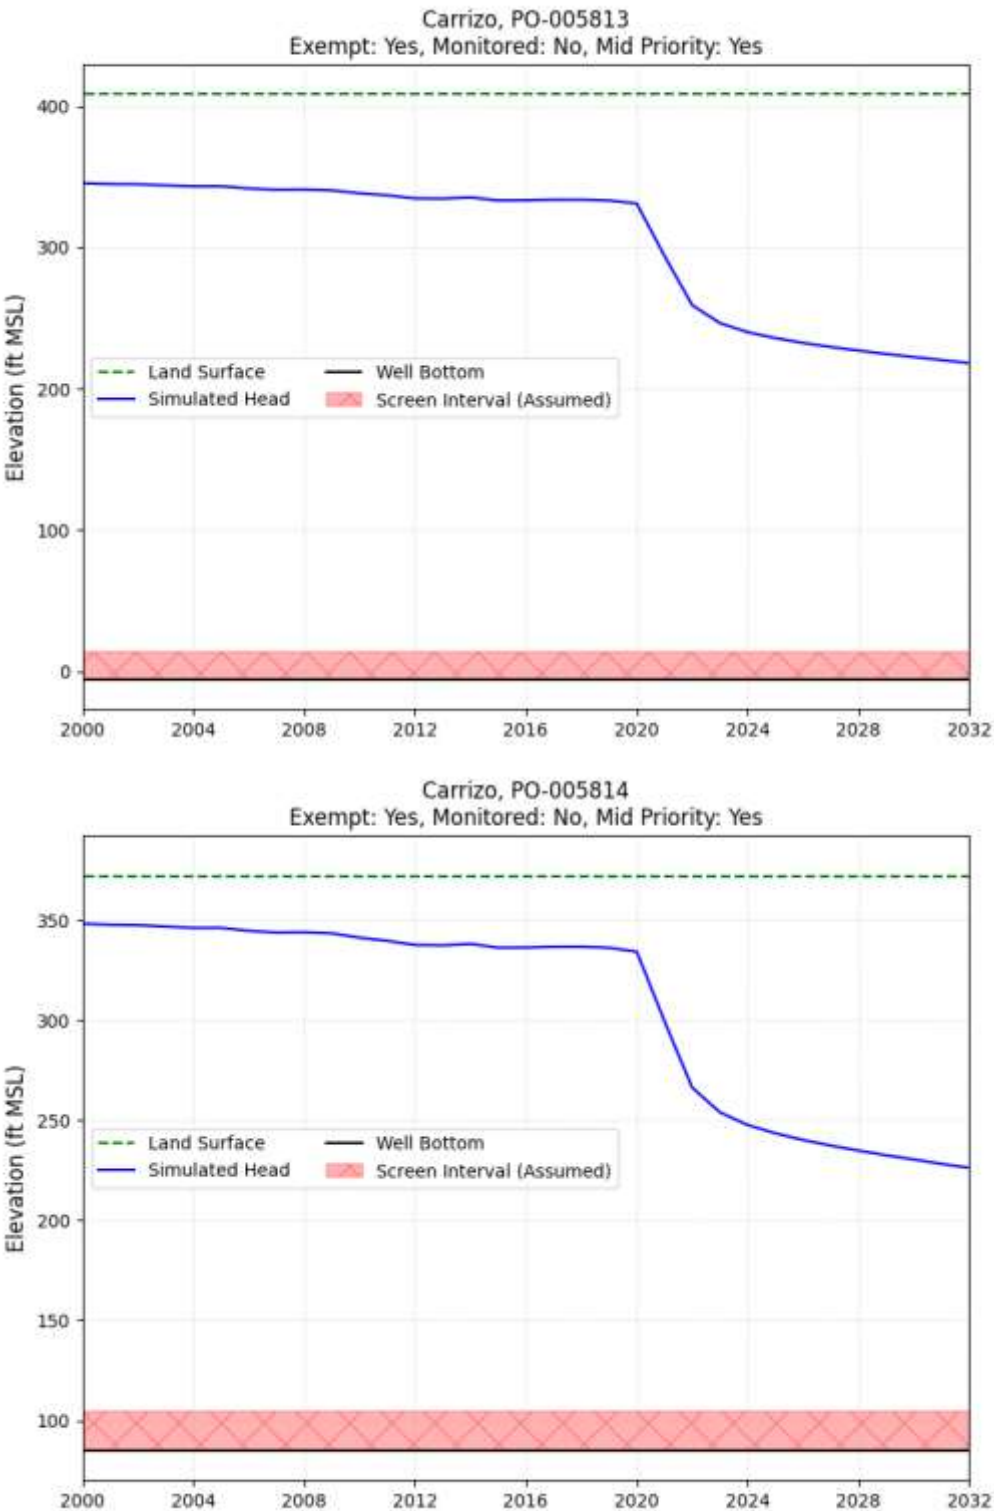 Carrizo, PO-005813
Exempt: Yes, Monitored: No, Mid Priority: Yes
400
300
200
100
0
Elevation (ft MSL)
Land Surface
Simulated Head
Well Bottom
Screen Interval (Assumed)
2000 2004 2008 2012 2016 2020 2024 2028 2032
Carrizo, PO-005814
Exempt: Yes, Monitored: No, Mid Priority: Yes
350
300
250
200
150
100
Elevation (ft MSL)
Land Surface
Simulated Head
Well Bottom
Screen Interval (Assumed)
2000 2004 2008 2012 2016 2020 2024 2028 2032